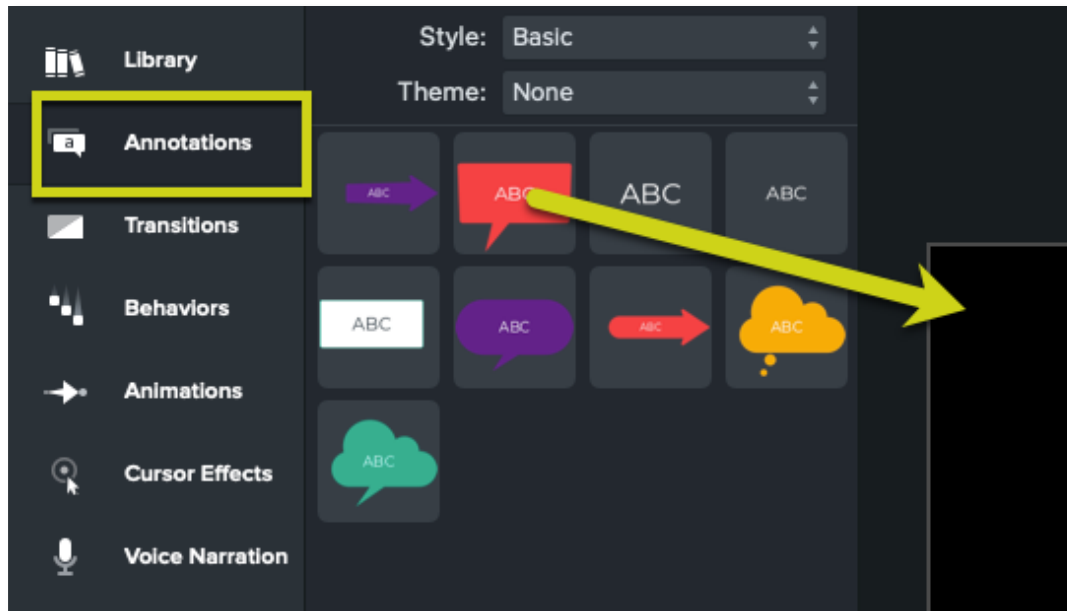 Library
Annotations
Transitions
Behaviors
Animations
Cursor Effects
Voice Narration
Style: Basic
Theme: None
ABC
ABC
ABC
ABC
ABC
ABC
ABC
ABC
ABC
a